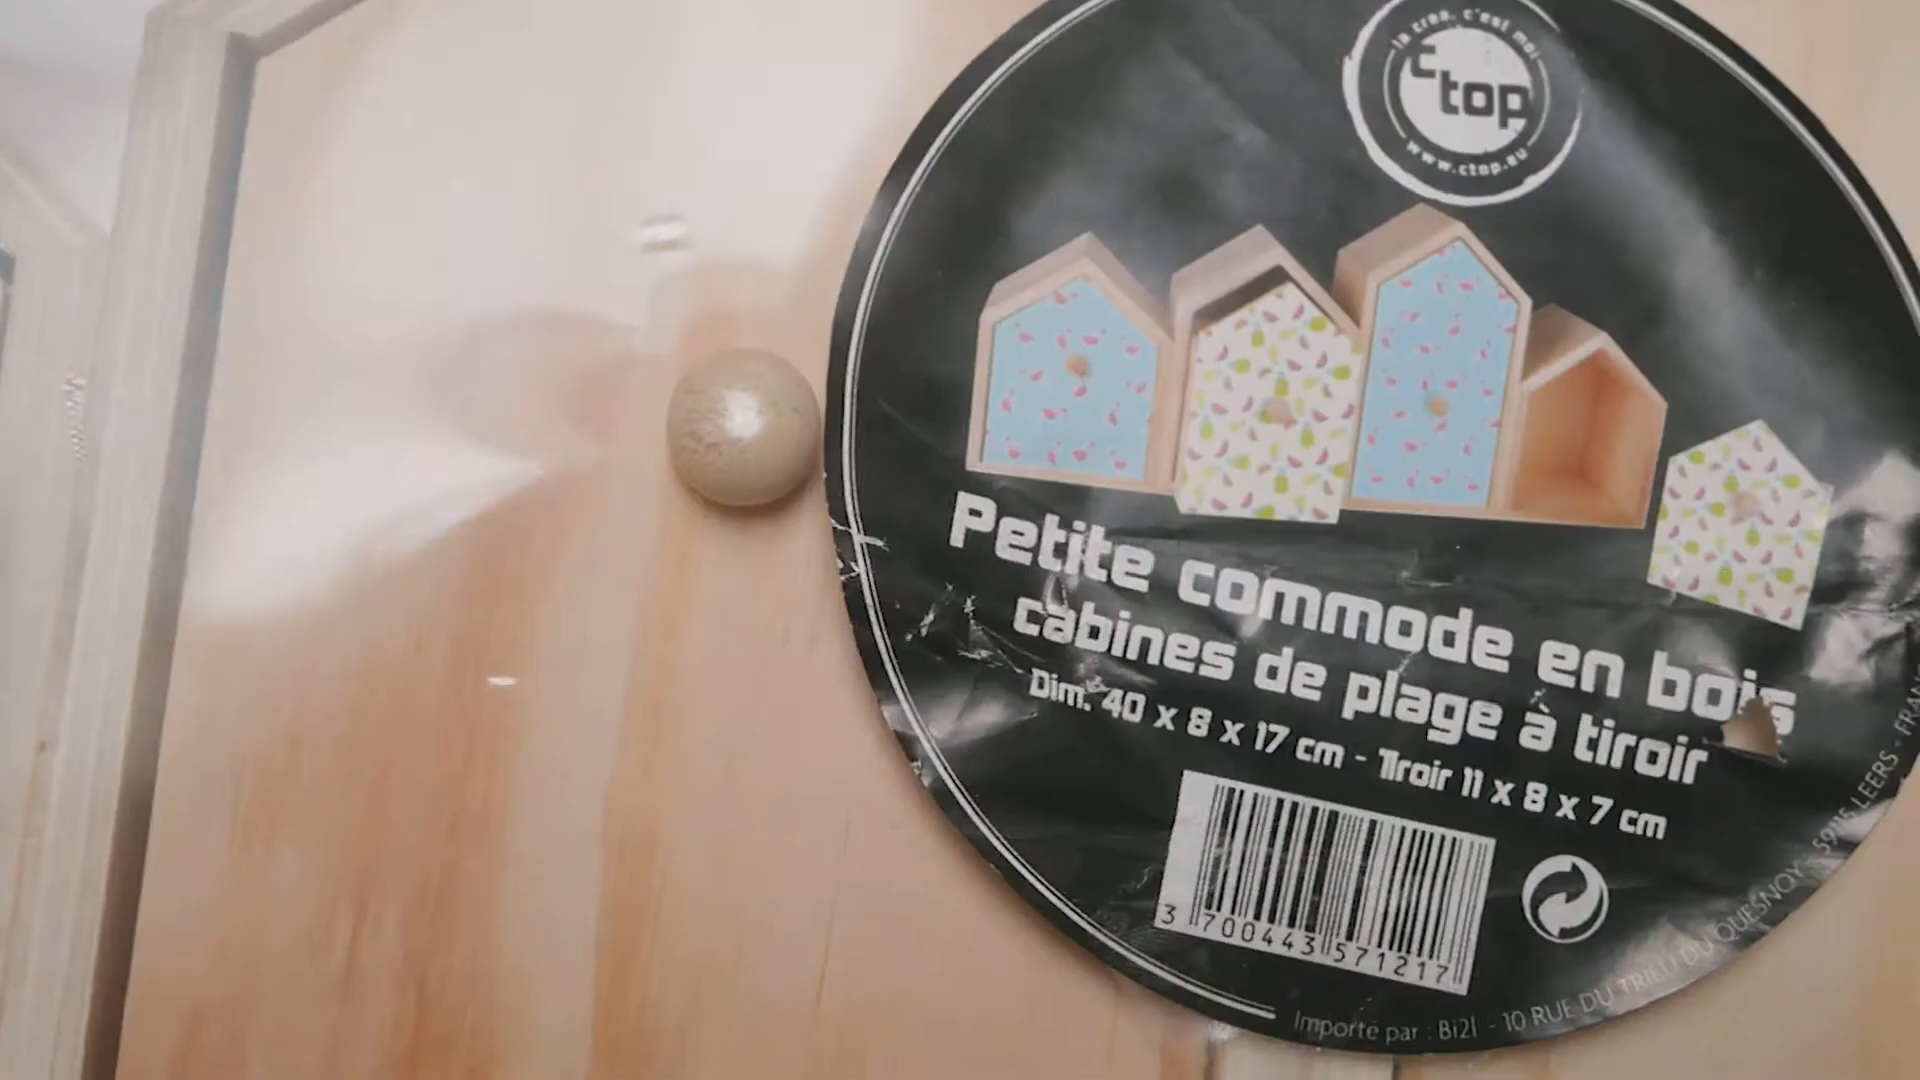 la crea, c'est moi
Ctop
www.ctop.eu
Petite commode en bois
cabines de plage à tiroir
Dim. 40 x 8 x 17 cm - Tiroir 11 x 8 x 7 cm
3 700443 571217
Importé par : Bi2l - 10 RUE DU TRIEU DU QUESNOY - 59115 LEERS - FRAN